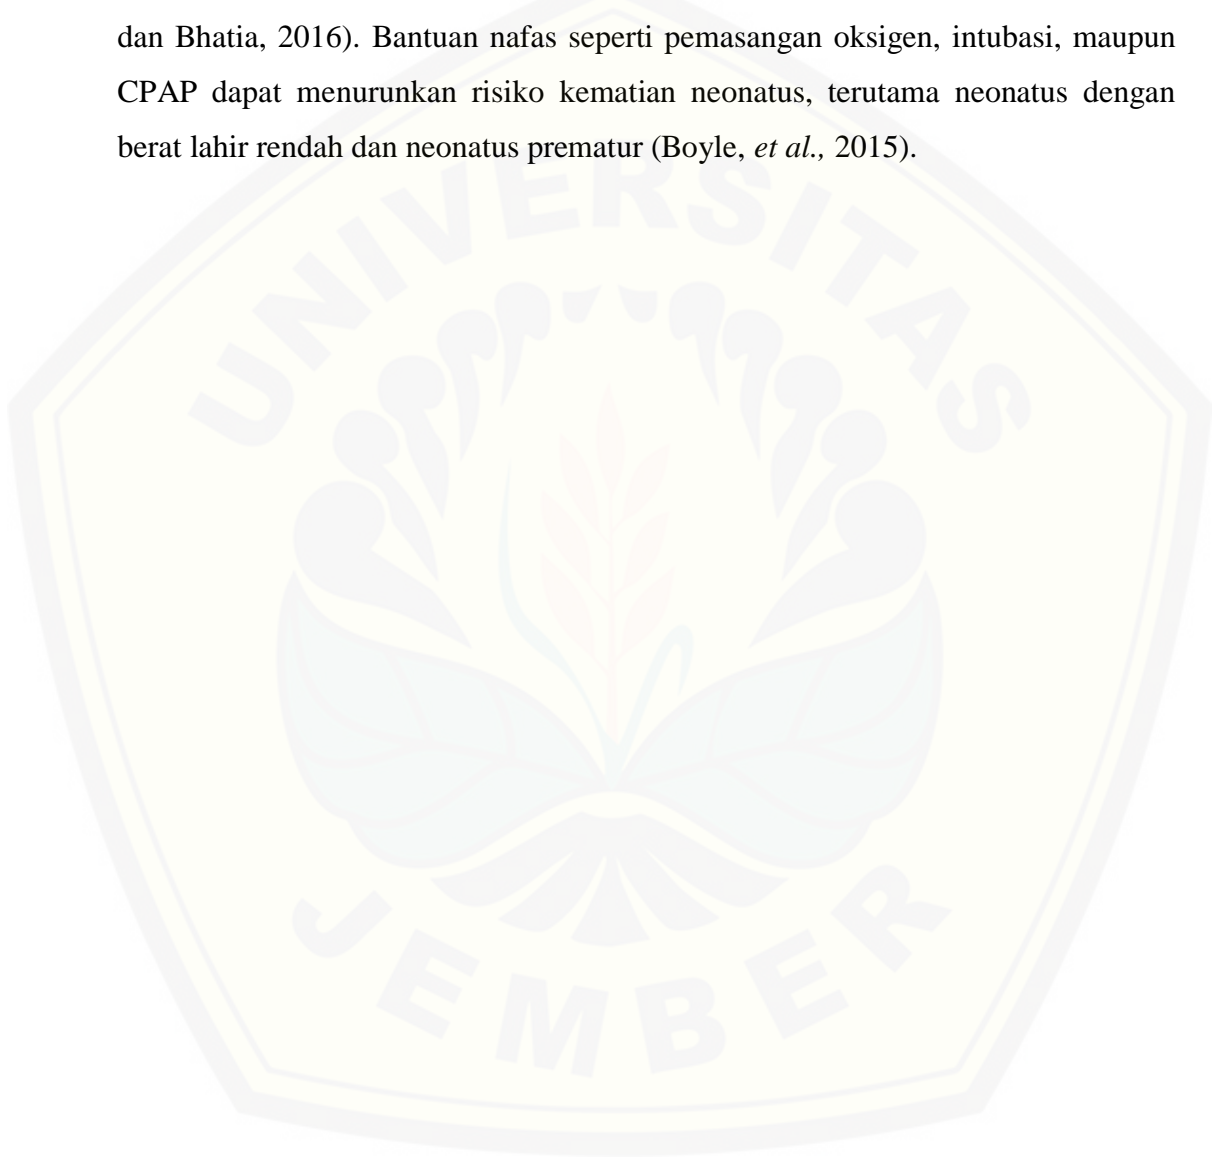 dan Bhatia, 2016). Bantuan nafas seperti pemasangan oksigen, intubasi, maupun
CPAP dapat menurunkan risiko kematian neonatus, terutama neonatus dengan
berat lahir rendah dan neonatus prematur (Boyle, et al., 2015).
UNIVERSITAS
JEMBER